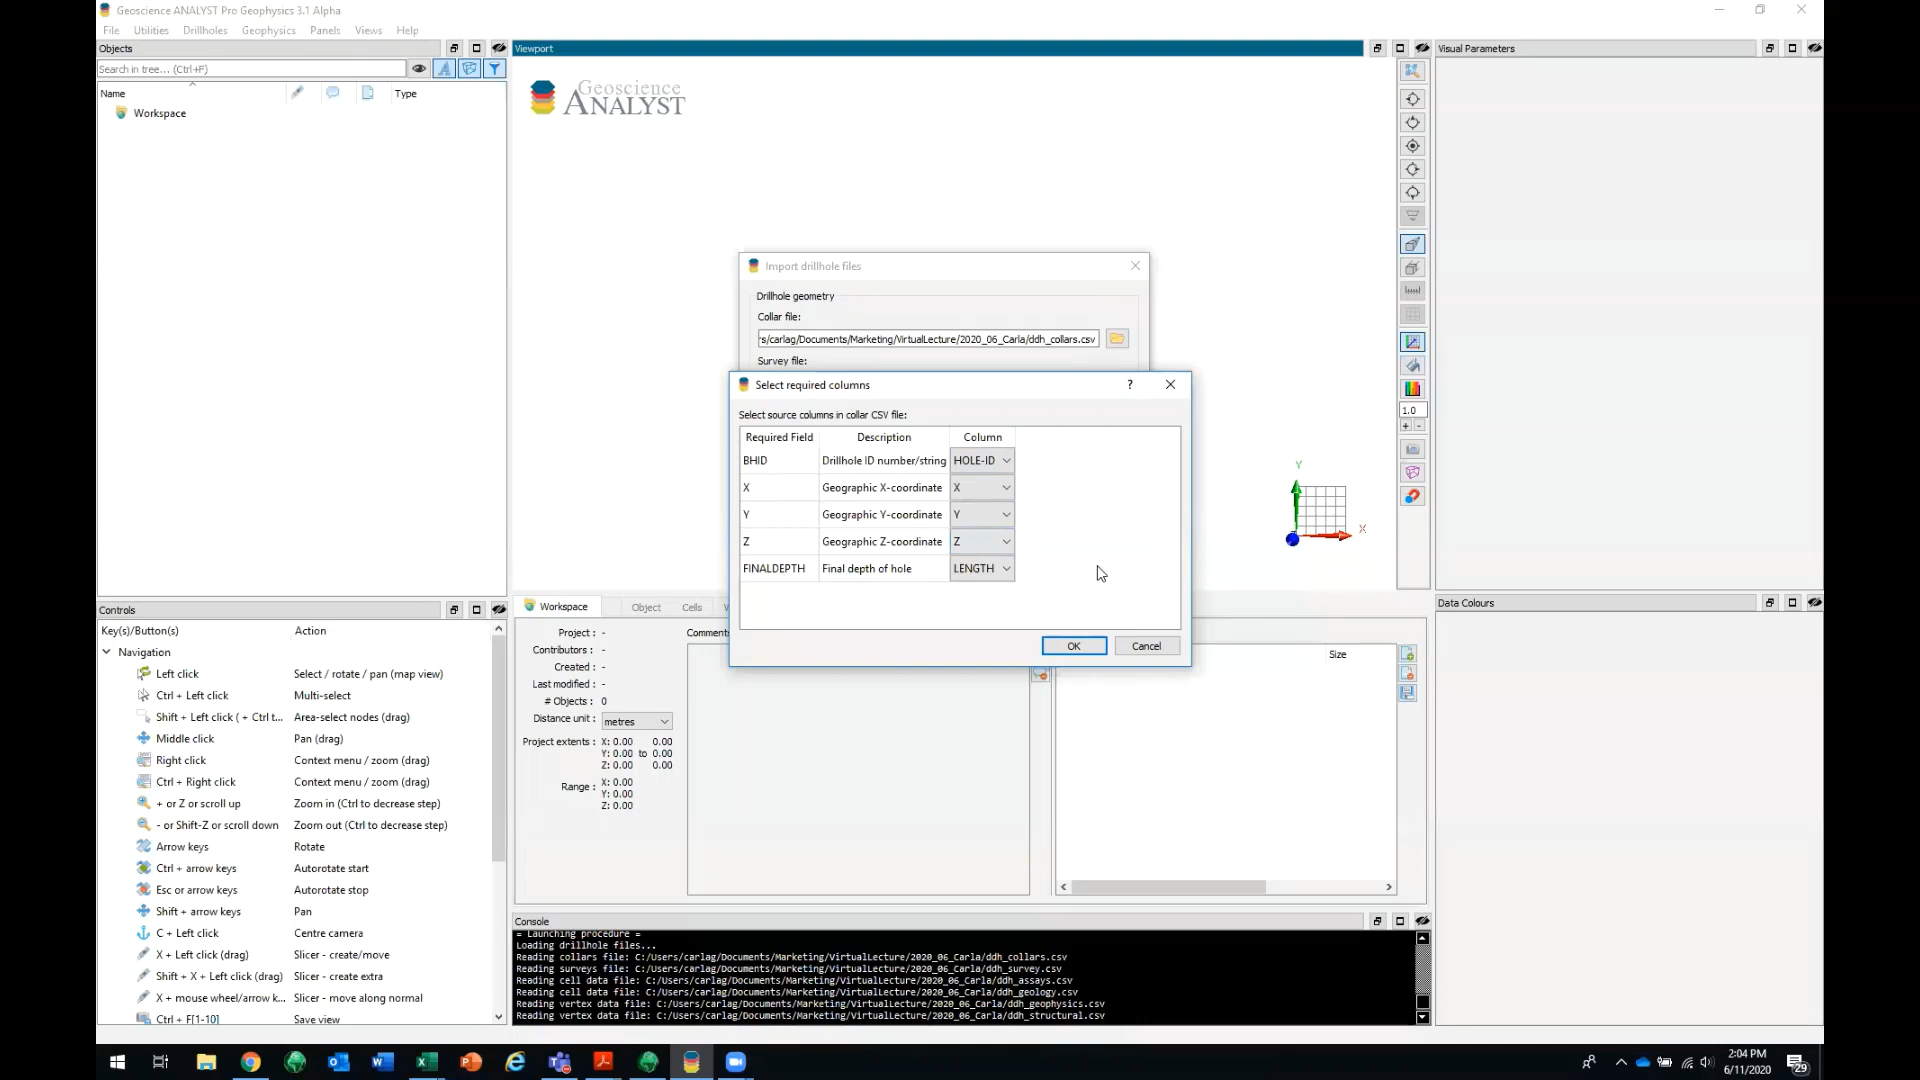 Geoscience ANALYST Pro Geophysics 3.1 Alpha
File Utilities Drillholes Geophysics Panels Views Help
Objects
Search in tree... (Ctrl+F)
Name Type
Workspace
Viewport
Geoscience
ANALYST
Visual Parameters
1.0
+ -
Y
X
Import drillhole files
Drillhole geometry
Collar file:
rs/carlag/Documents/Marketing/VirtualLecture/2020_06_Carla/ddh_collars.csv
Survey file:
Select required columns
?
Select source columns in collar CSV file:
Required Field Description Column
BHID Drillhole ID number/string HOLE-ID
X Geographic X-coordinate X
Y Geographic Y-coordinate Y
Z Geographic Z-coordinate Z
FINALDEPTH Final depth of hole LENGTH
OK Cancel
Workspace Object Cells
Project : -
Contributors : -
Created : -
Last modified : -
# Objects : 0
Distance unit : metres
Project extents : X: 0.00 0.00
Y: 0.00 to 0.00
Z: 0.00 0.00
Range : X: 0.00
Y: 0.00
Z: 0.00
Size
Data Colours
Controls
Key(s)/Button(s) Action
Navigation
Left click Select / rotate / pan (map view)
Ctrl + Left click Multi-select
Shift + Left click ( + Ctrl t... Area-select nodes (drag)
Middle click Pan (drag)
Right click Context menu / zoom (drag)
Ctrl + Right click Context menu / zoom (drag)
+ or Z or scroll up Zoom in (Ctrl to decrease step)
- or Shift-Z or scroll down Zoom out (Ctrl to decrease step)
Arrow keys Rotate
Ctrl + arrow keys Autorotate start
Esc or arrow keys Autorotate stop
Shift + arrow keys Pan
C + Left click Centre camera
X + Left click (drag) Slicer - create/move
Shift + X + Left click (drag) Slicer - create extra
X + mouse wheel/arrow k... Slicer - move along normal
Ctrl + F[1-10] Save view
Console
= Launching procedure =
Loading drillhole files...
Reading collars file: C:/Users/carlag/Documents/Marketing/VirtualLecture/2020_06_Carla/ddh_collars.csv
Reading surveys file: C:/Users/carlag/Documents/Marketing/VirtualLecture/2020_06_Carla/ddh_survey.csv
Reading cell data file: C:/Users/carlag/Documents/Marketing/VirtualLecture/2020_06_Carla/ddh_assays.csv
Reading cell data file: C:/Users/carlag/Documents/Marketing/VirtualLecture/2020_06_Carla/ddh_geology.csv
Reading vertex data file: C:/Users/carlag/Documents/Marketing/VirtualLecture/2020_06_Carla/ddh_geophysics.csv
Reading vertex data file: C:/Users/carlag/Documents/Marketing/VirtualLecture/2020_06_Carla/ddh_structural.csv
2:04 PM
6/11/2020
29